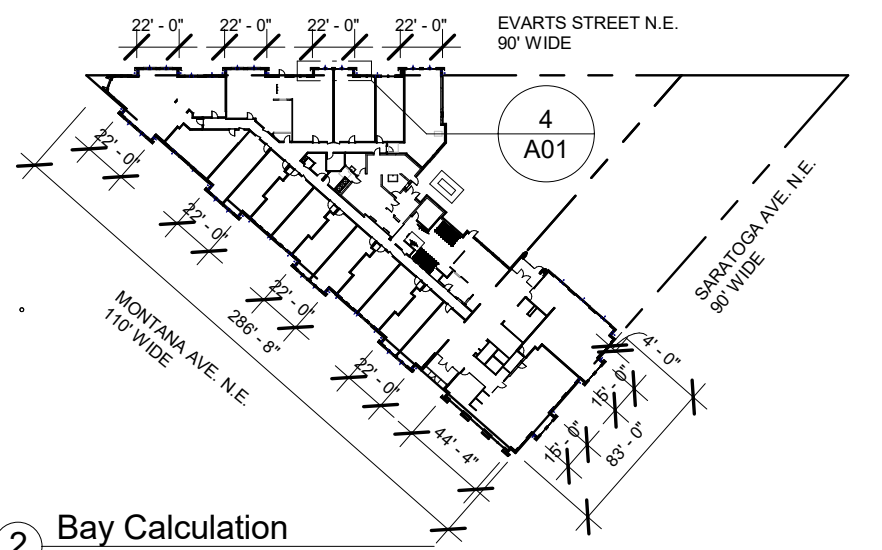 22' - 0"
22' - 0"
22' - 0"
22' - 0"
EVARTS STREET N.E.
90' WIDE
4
A01
22'- 0"
22'- 0"
22'- 0"
22'- 0"
286' - 8"
MONTANA AVE. N.E.
110' WIDE
SARATOGA AVE. N.E.
90' WIDE
4' - 0"
15'- 0"
15'- 0"
83' - 0"
44' - 4"
2
Bay Calculation